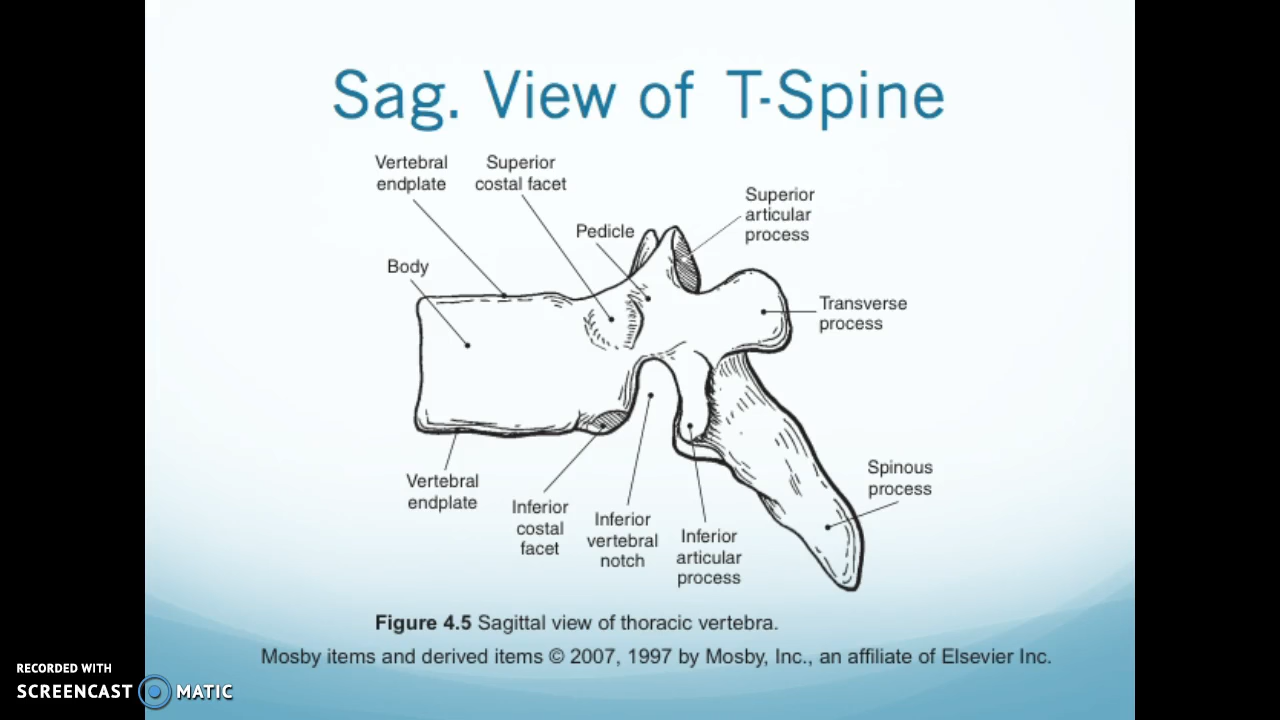 Sag. View of T-Spine
Vertebral
endplate
Superior
costal facet
Superior
articular
process
Pedicle
Body
Transverse
process
Vertebral
endplate
Inferior
costal
facet
Inferior
vertebral
notch
Inferior
articular
process
Spinous
process
Figure 4.5 Sagittal view of thoracic vertebra.
Mosby items and derived items © 2007, 1997 by Mosby, Inc., an affiliate of Elsevier Inc.
RECORDED WITH
SCREENCAST MATIC